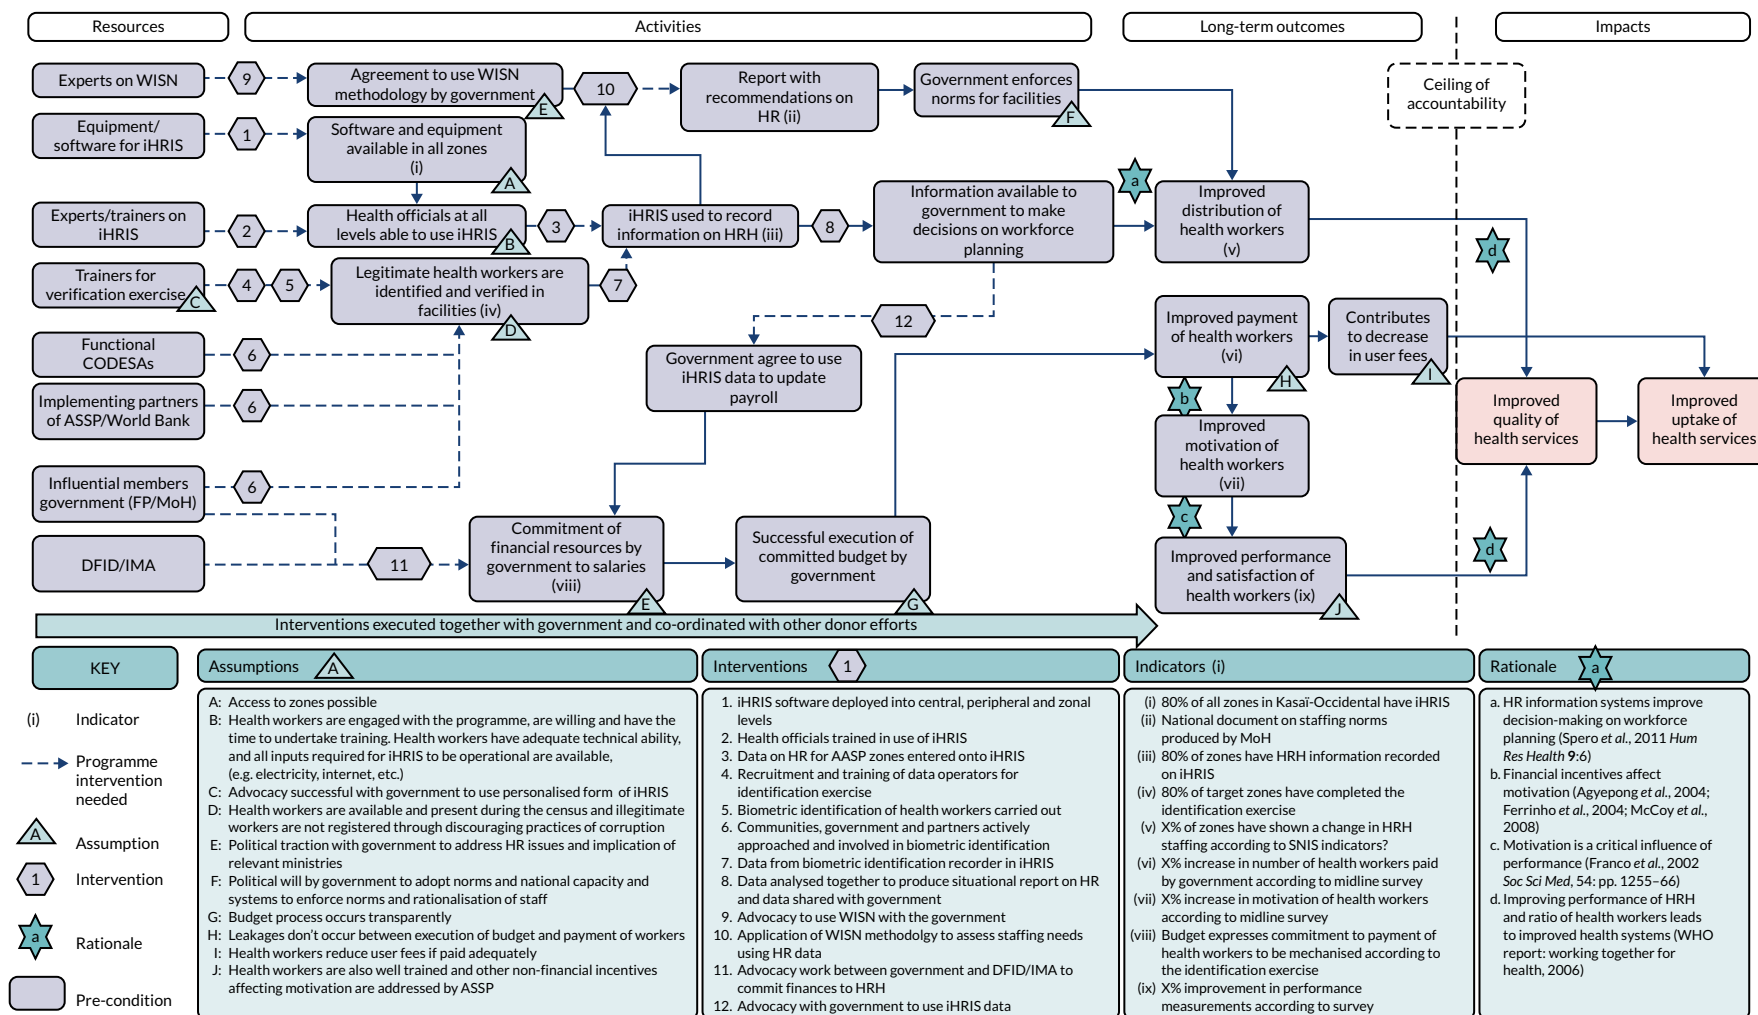 Resources
Activities
Long-term outcomes
Impacts
Ceiling of
accountability
Experts on WISN
9
Agreement to use WISN
methodology by government
E
10
Report with
recommendations on
HR (ii)
Government enforces
norms for facilities
F
Equipment/
software for iHRIS
1
Software and equipment
available in all zones
(i)
A
Experts/trainers on
iHRIS
2
Health officials at all
levels able to use iHRIS
B
3
iHRIS used to record
information on HRH (iii)
8
Information available to
government to make
decisions on workforce
planning
a
Improved
distribution of
health workers
(v)
d
Trainers for
verification exercise
C
4
5
Legitimate health workers are
identified and verified in
facilities (iv)
D
7
12
Functional
CODESAs
6
Government agree to use
iHRIS data to update
payroll
Improved payment
of health workers
(vi)
H
Contributes
to decrease
in user fees
I
Implementing partners
of ASSP/World Bank
6
b
Improved
motivation of
health workers
(vii)
Improved
quality of
health services
Improved
uptake of
health services
Influential members
government (FP/MoH)
6
c
DFID/IMA
11
Commitment of
financial resources by
government to salaries
(viii)
E
Successful execution of
committed budget by
government
G
Improved performance
and satisfaction of
health workers (ix)
J
d
Interventions executed together with government and co-ordinated with other donor efforts
KEY
(i) Indicator
Programme
intervention
needed
A Assumption
1 Intervention
a Rationale
Pre-condition
Assumptions A
A: Access to zones possible
B: Health workers are engaged with the programme, are willing and have the
time to undertake training. Health workers have adequate technical ability,
and all inputs required for iHRIS to be operational are available,
(e.g. electricity, internet, etc.)
C: Advocacy successful with government to use personalised form of iHRIS
D: Health workers are available and present during the census and illegitimate
workers are not registered through discouraging practices of corruption
E: Political traction with government to address HR issues and implication of
relevant ministries
F: Political will by government to adopt norms and national capacity and
systems to enforce norms and rationalisation of staff
G: Budget process occurs transparently
H: Leakages don't occur between execution of budget and payment of workers
I: Health workers reduce user fees if paid adequately
J: Health workers are also well trained and other non-financial incentives
affecting motivation are addressed by ASSP
Interventions 1
1. iHRIS software deployed into central, peripheral and zonal
levels
2. Health officials trained in use of iHRIS
3. Data on HR for AASP zones entered onto iHRIS
4. Recruitment and training of data operators for
identification exercise
5. Biometric identification of health workers carried out
6. Communities, government and partners actively
approached and involved in biometric identification
7. Data from biometric identification recorder in iHRIS
8. Data analysed together to produce situational report on HR
and data shared with government
9. Advocacy to use WISN with the government
10. Application of WISN methodolgy to assess staffing needs
using HR data
11. Advocacy work between government and DFID/IMA to
commit finances to HRH
12. Advocacy with government to use iHRIS data
Indicators (i)
(i) 80% of all zones in Kasaï-Occidental have iHRIS
(ii) National document on staffing norms
produced by MoH
(iii) 80% of zones have HRH information recorded
on iHRIS
(iv) 80% of target zones have completed the
identification exercise
(v) X% of zones have shown a change in HRH
staffing according to SNIS indicators?
(vi) X% increase in number of health workers paid
by government according to midline survey
(vii) X% increase in motivation of health workers
according to midline survey
(viii) Budget expresses commitment to payment of
health workers to be mechanised according to
the identification exercise
(ix) X% improvement in performance
measurements according to survey
Rationale a
a. HR information systems improve
decision-making on workforce
planning (Spero et al., 2011 Hum
Res Health 9:6)
b. Financial incentives affect
motivation (Agyepong et al., 2004;
Ferrinho et al., 2004; McCoy et al.,
2008)
c. Motivation is a critical influence of
performance (Franco et al., 2002
Soc Sci Med, 54: pp. 1255–66)
d. Improving performance of HRH
and ratio of health workers leads
to improved health systems (WHO
report: working together for
health, 2006)